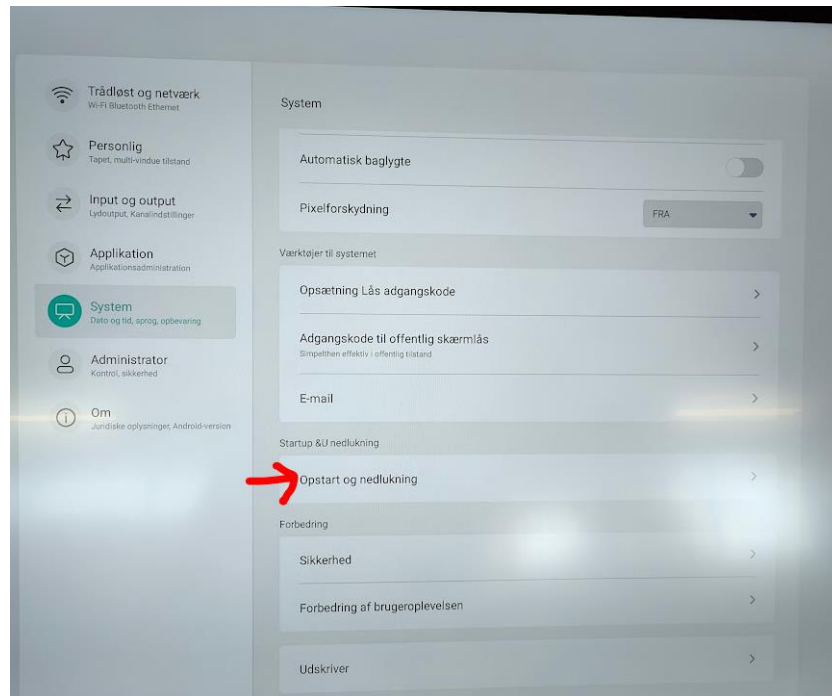 Trådløst og netværk
Wi-Fi Bluetooth Ethernet
Personlig
Tapet, multi-vindue tilstand
Input og output
Lydoutput, Kanalindstillinger
Applikation
Applikationsadministration
System
Dato og tid, sprog, opbevaring
Administrator
Kontrol, sikkerhed
Om
Juridiske oplysninger, Android-version
System
Automatisk baglygte
Pixelforskydning
FRA
Værktøjer til systemet
Opsætning Lås adgangskode
Adgangskode til offentlig skærmlås
Simpelthen effektiv i offentlig tilstand
E-mail
Startup &U nedlukning
Opstart og nedlukning
Forbedring
Sikkerhed
Forbedring af brugeroplevelsen
Udskriver